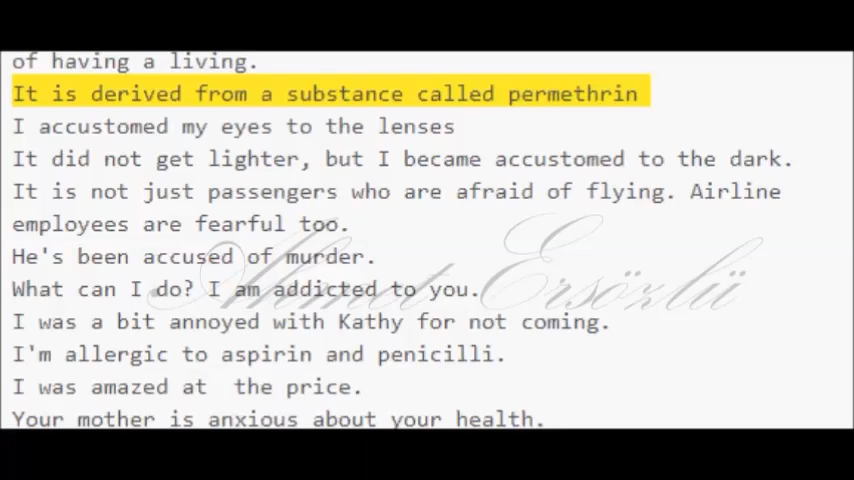 of having a living.
It is derived from a substance called permethrin
I accustomed my eyes to the lenses
It did not get lighter, but I became accustomed to the dark.
It is not just passengers who are afraid of flying. Airline
employees are fearful too.
He's been accused of murder.
What can I do? I am addicted to you.
I was a bit annoyed with Kathy for not coming.
I'm allergic to aspirin and penicilli.
I was amazed at  the price.
Your mother is anxious about your health.
Ahmet Ersözlü